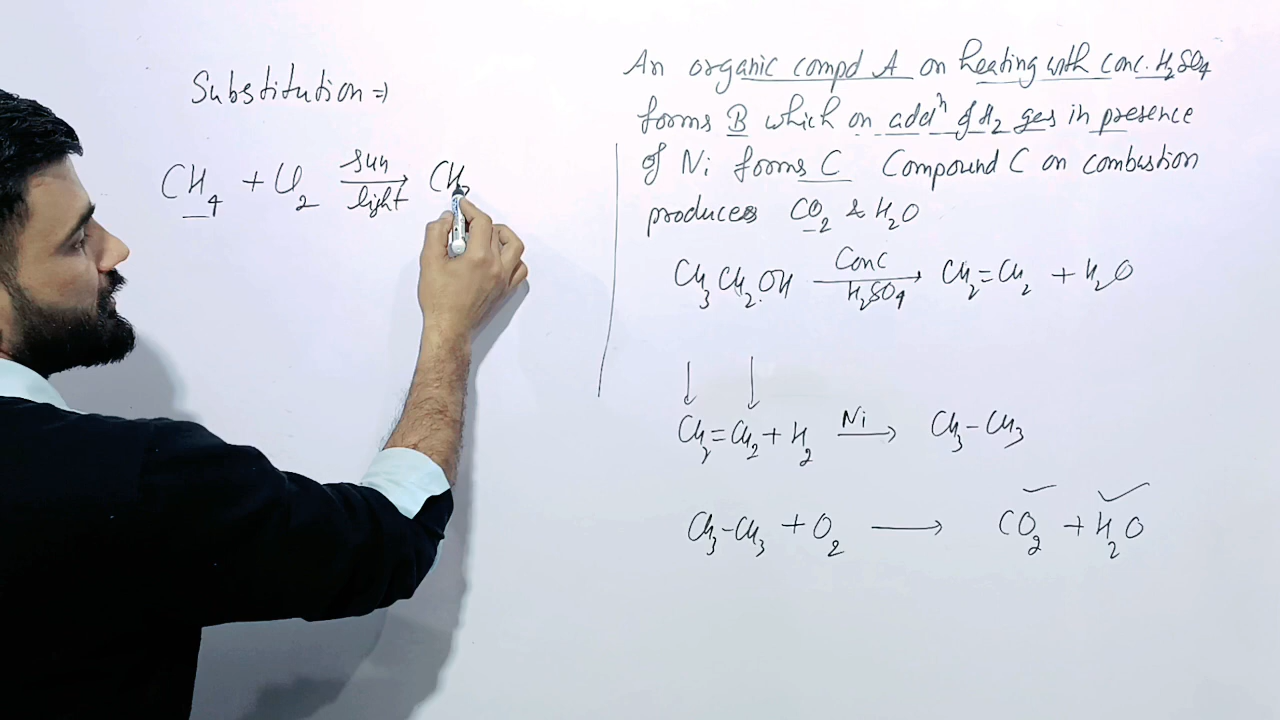 Substitution ⇒
CH₄ + Cl₂ sun light → CH₃
An organic compd A on heating with conc. H₂SO₄
forms B which on addⁿ of H₂ gas in presence
of Ni forms C Compound C on combustion
produces CO₂ & H₂O
CH₃CH₂OH Conc H₂SO₄ → CH₂=CH₂ + H₂O
↓ ↓
CH₂=CH₂ + H₂ Ni → CH₃-CH₃
CH₃-CH₃ + O₂ → CO₂ + H₂O